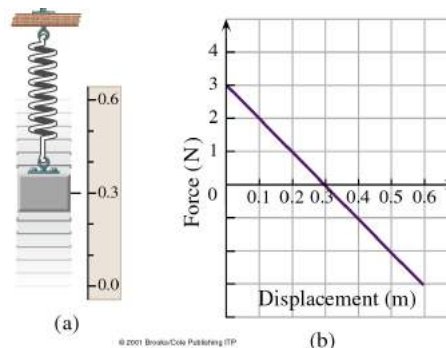 0.6
0.3
0.0
(a)
© 2001 Brooks/Cole Publishing ITP
Force (N)
4
3
2
1
0
0.1 0.2 0.3 0.4 0.5 0.6
Displacement (m)
(b)